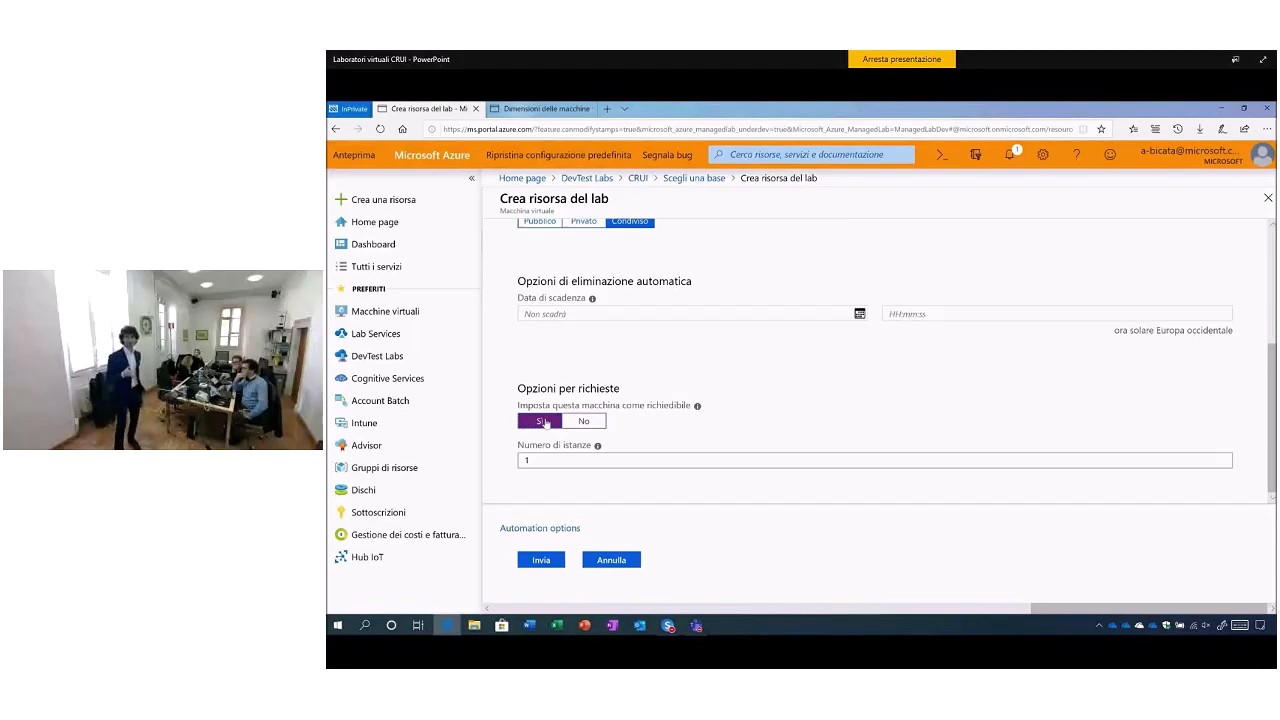 Laboratori virtuali CRUI - PowerPoint
Arresta presentazione
InPrivate
Crea risorsa del lab - Mi
Dimensioni delle macchine
https://ms.portal.azure.com/?feature.canmodifystamps=true&microsoft_azure_managedlab_underdev=true&Microsoft_Azure_ManagedLab=ManagedLabDev#@microsoft.onmicrosoft.com/resourc
Anteprima
Microsoft Azure
Ripristina configurazione predefinita
Segnala bug
Cerca risorse, servizi e documentazione
1
a-bicata@microsoft.c...
MICROSOFT
Home page > DevTest Labs > CRUI > Scegli una base > Crea risorsa del lab
Crea risorsa del lab
Macchina virtuale
Crea una risorsa
Home page
Dashboard
Tutti i servizi
PREFERITI
Macchine virtuali
Lab Services
DevTest Labs
Cognitive Services
Account Batch
Intune
Advisor
Gruppi di risorse
Dischi
Sottoscrizioni
Gestione dei costi e fattura...
Hub IoT
Pubblico
Privato
Condiviso
Opzioni di eliminazione automatica
Data di scadenza
Non scadrà
HH:mm:ss
ora solare Europa occidentale
Opzioni per richieste
Imposta questa macchina come richiedibile
Sì
No
Numero di istanze
1
Automation options
Invia
Annulla